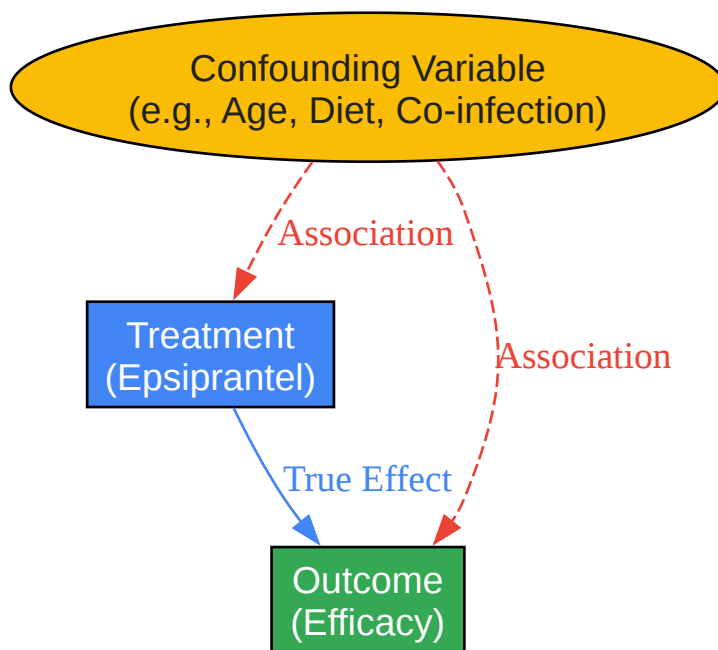 Confounding Variable
(e.g., Age, Diet, Co-infection)
Association
Treatment
(Epsiprantel)
Association
True Effect
Outcome
(Efficacy)